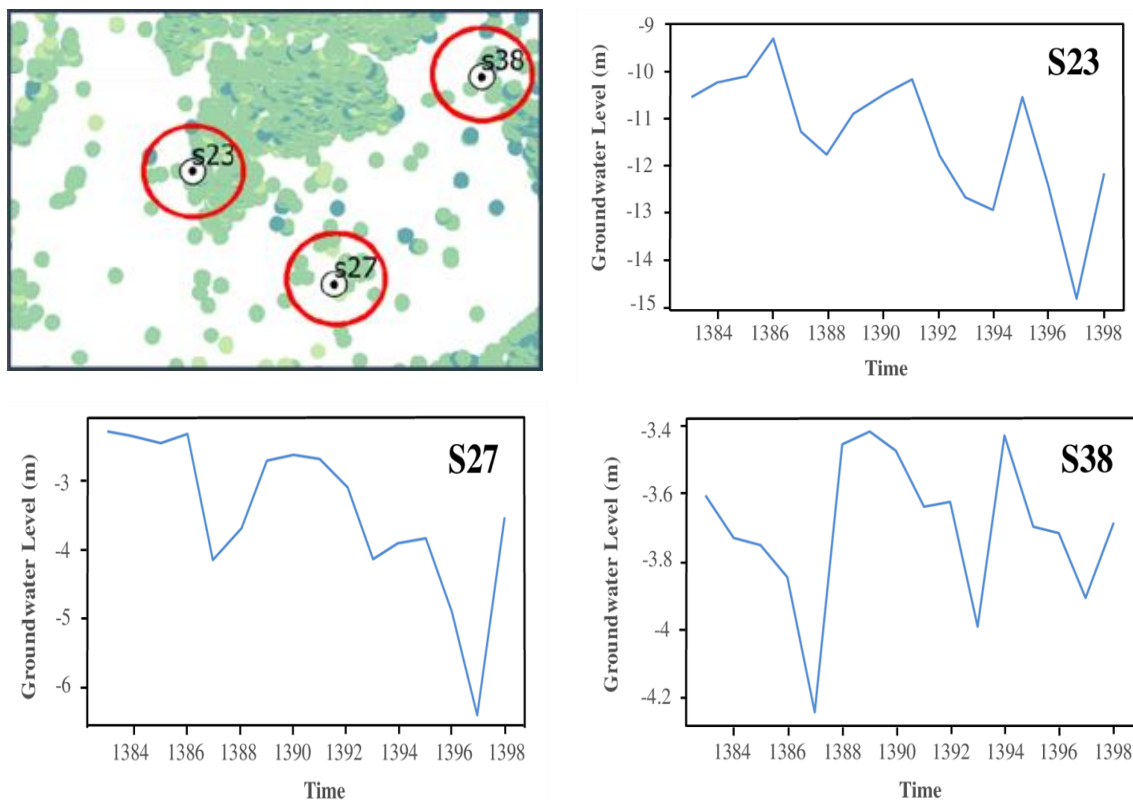 s38
s23
s27
S23
Groundwater Level (m)
-9
-10
-11
-12
-13
-14
-15
1384 1386 1388 1390 1392 1394 1396 1398
Time
S27
Groundwater Level (m)
-3
-4
-5
-6
1384 1386 1388 1390 1392 1394 1396 1398
Time
S38
Groundwater Level (m)
-3.4
-3.6
-3.8
-4
-4.2
1384 1386 1388 1390 1392 1394 1396 1398
Time